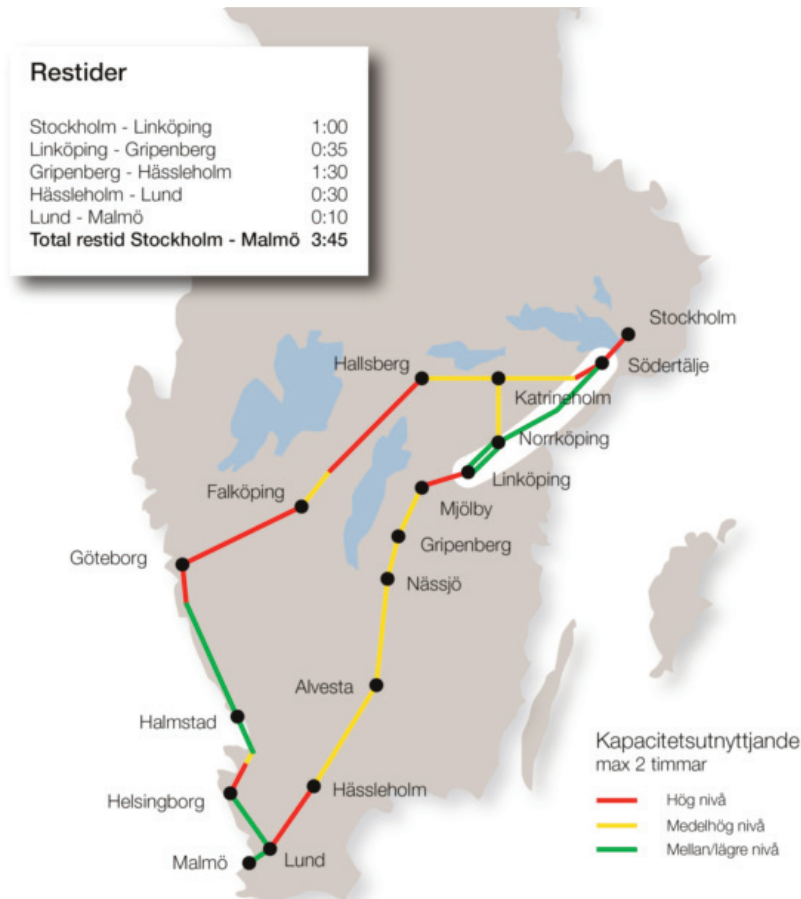 Restider
Stockholm - Linköping 1:00
Linköping - Gripenberg 0:35
Gripenberg - Hässleholm 1:30
Hässleholm - Lund 0:30
Lund - Malmö 0:10
Total restid Stockholm - Malmö 3:45
Stockholm
Hallsberg
Södertälje
Katrineholm
Norrköping
Linköping
Falköping
Mjölby
Gripenberg
Göteborg
Nässjö
Alvesta
Halmstad
Hässleholm
Helsingborg
Lund
Malmö
Kapacitetsutnyttjande
max 2 timmar
Hög nivå
Medelhög nivå
Mellan/lägre nivå